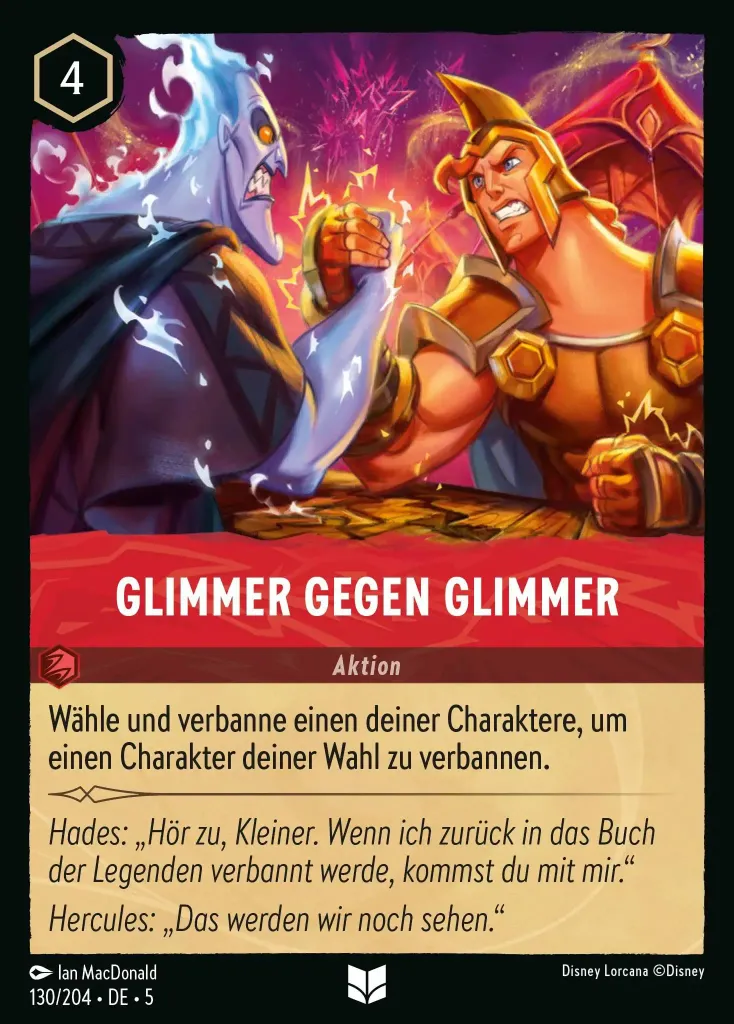 4
GLIMMER GEGEN GLIMMER
Aktion
Wähle und verbanne einen deiner Charaktere, um
einen Charakter deiner Wahl zu verbannen.
Hades: „Hör zu, Kleiner. Wenn ich zurück in das Buch
der Legenden verbannt werde, kommst du mit mir.“
Hercules: „Das werden wir noch sehen.“
Ian MacDonald
130/204 • DE • 5
Disney Lorcana ©Disney